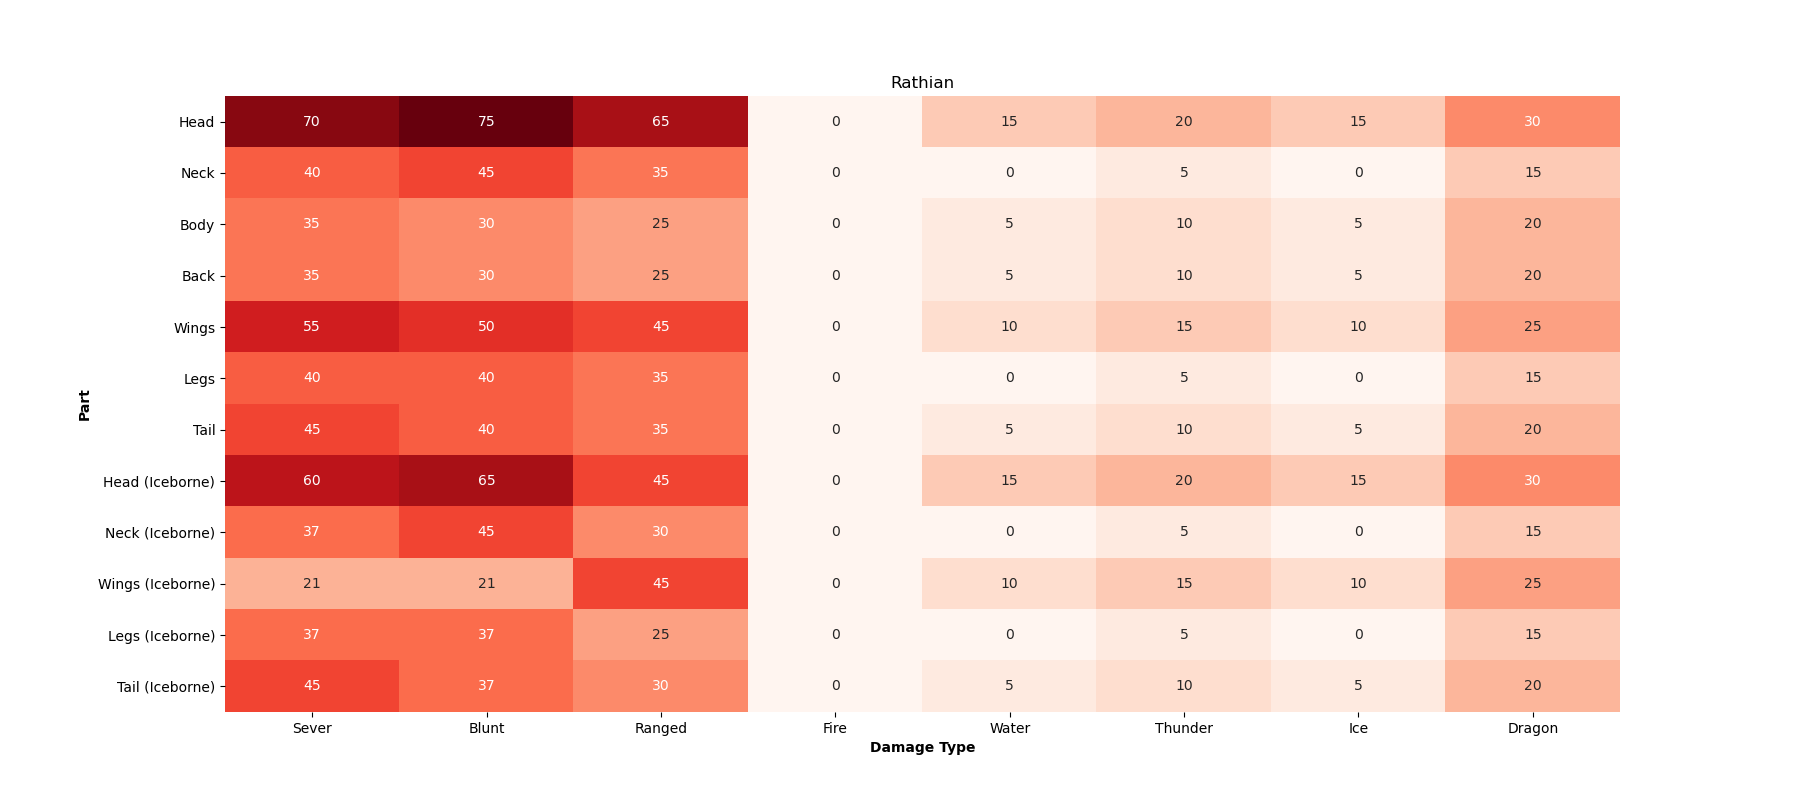 Rathian
Head 70 75 65 0 15 20 15 30
Neck 40 45 35 0 0 5 0 15
Body 35 30 25 0 5 10 5 20
Back 35 30 25 0 5 10 5 20
Wings 55 50 45 0 10 15 10 25
Legs 40 40 35 0 0 5 0 15
Tail 45 40 35 0 5 10 5 20
Head (Iceborne) 60 65 45 0 15 20 15 30
Neck (Iceborne) 37 45 30 0 0 5 0 15
Wings (Iceborne) 21 21 45 0 10 15 10 25
Legs (Iceborne) 37 37 25 0 0 5 0 15
Tail (Iceborne) 45 37 30 0 5 10 5 20
Part
Sever Blunt Ranged Fire Water Thunder Ice Dragon
Damage Type